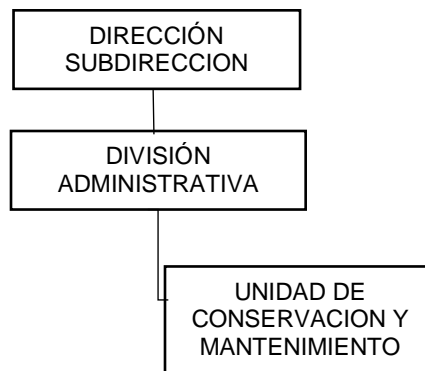 DIRECCIÓN
SUBDIRECCION
DIVISIÓN
ADMINISTRATIVA
UNIDAD DE
CONSERVACION Y
MANTENIMIENTO